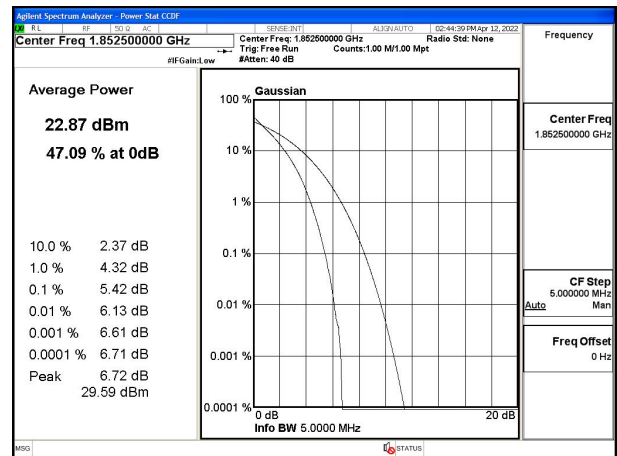 Agilent Spectrum Analyzer - Power Stat CCDF
RL RF 50 Ω AC SENSE:INT ALIGNAUTO 02:44:39 PM Apr 12, 2022
Center Freq 1.852500000 GHz
Center Freq: 1.852500000 GHz Radio Std: None
Trig: Free Run Counts:1.00 M/1.00 Mpt
#IFGain:Low #Atten: 40 dB
Frequency
Average Power
22.87 dBm
47.09 % at 0dB
10.0 % 2.37 dB
1.0 % 4.32 dB
0.1 % 5.42 dB
0.01 % 6.13 dB
0.001 % 6.61 dB
0.0001 % 6.71 dB
Peak 6.72 dB
29.59 dBm
Gaussian
100 %
10 %
1 %
0.1 %
0.01 %
0.001 %
0.0001 %
0 dB 20 dB
Info BW 5.0000 MHz
Center Freq
1.852500000 GHz
CF Step
5.000000 MHz
Auto Man
Freq Offset
0 Hz
MSG STATUS